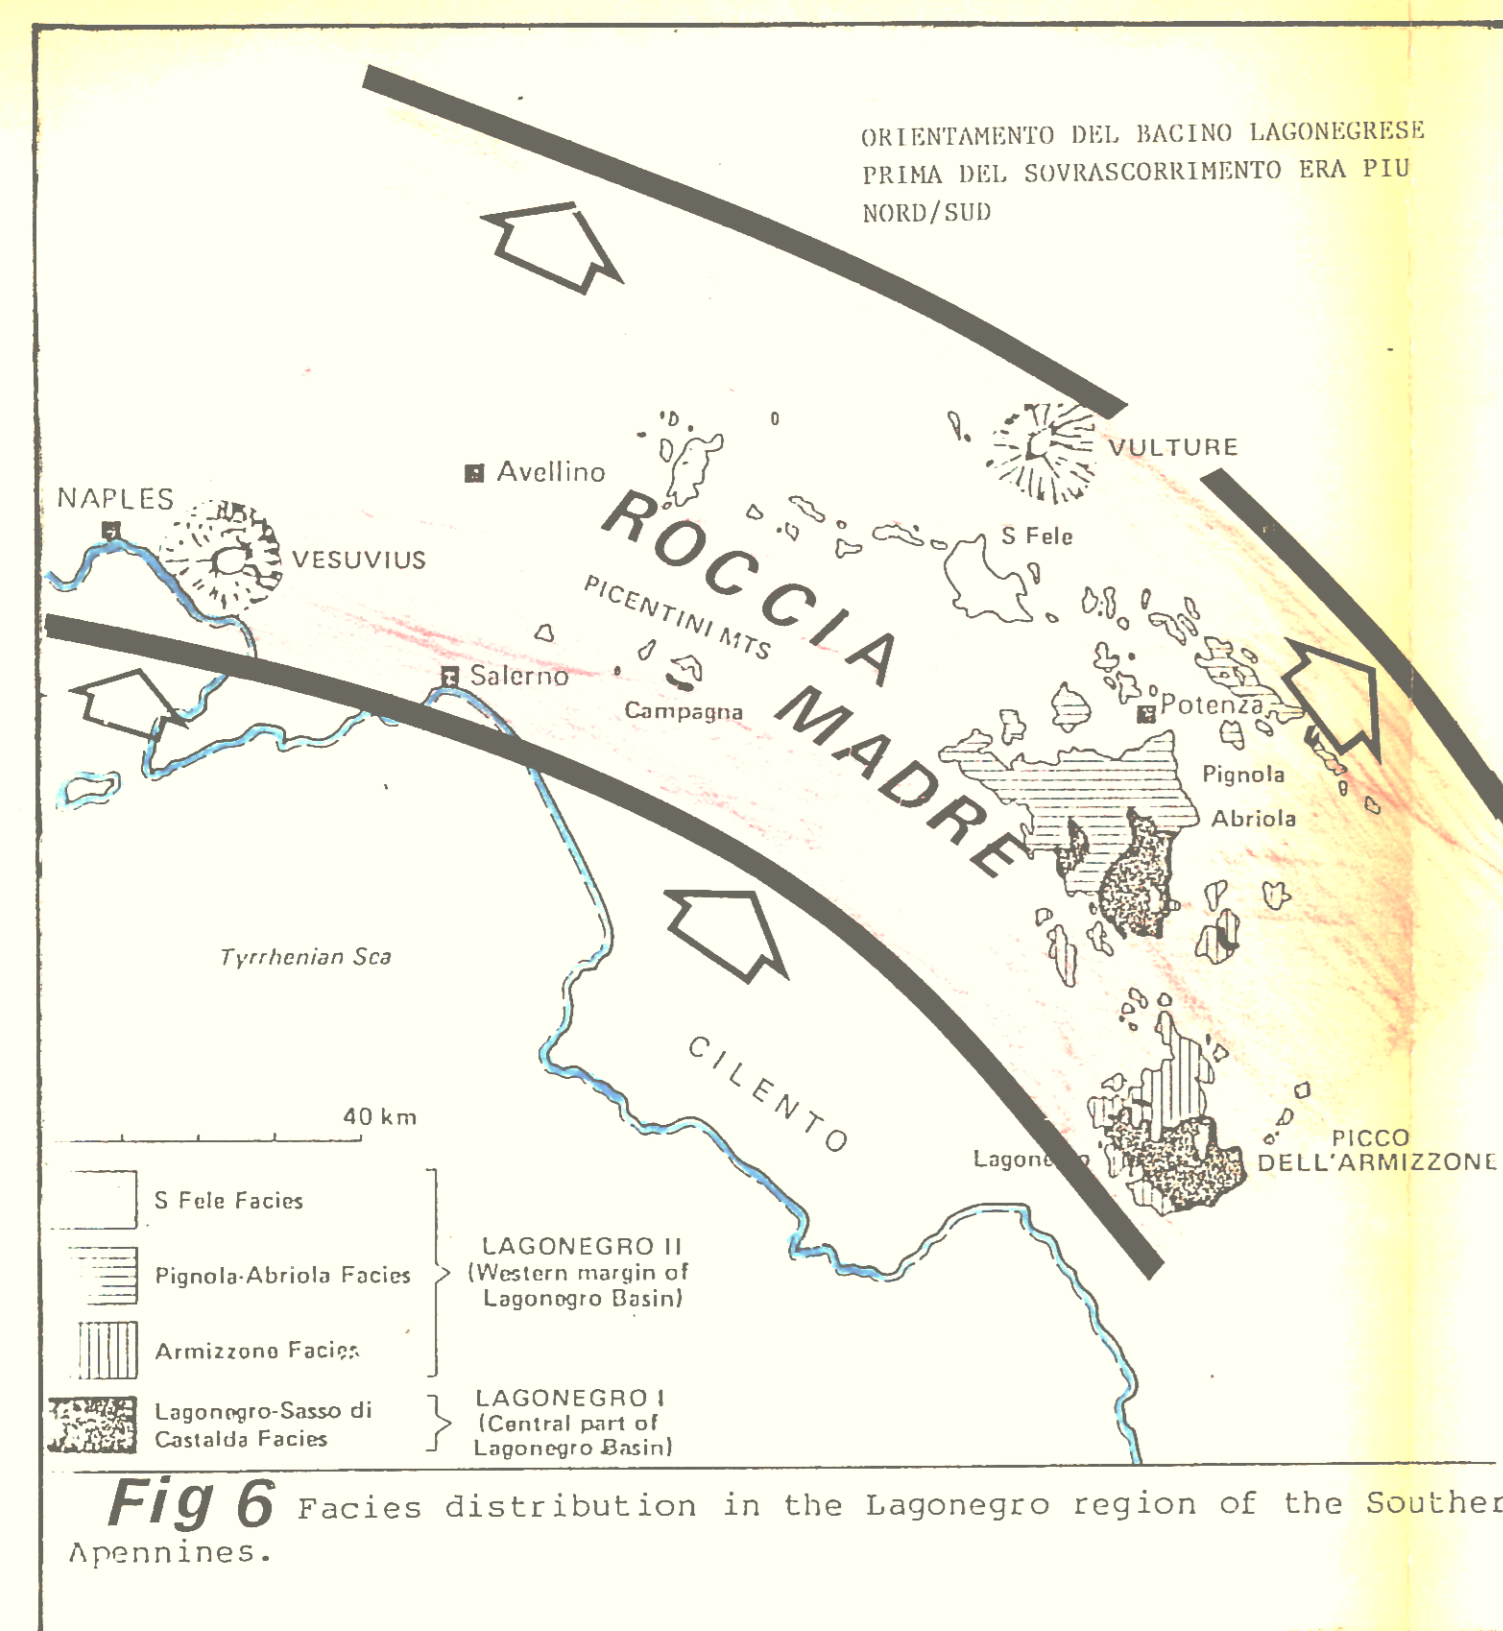 ORIENTAMENTO DEL BACINO LAGONEGRESE
PRIMA DEL SOVRASCORRIMENTO ERA PIU
NORD/SUD
VULTURE
Avellino
NAPLES
VESUVIUS
S Fele
ROCCIA
MADRE
PICENTINI MTS
Salerno
Campagna
Potenza
Pignola
Abriola
Tyrrhenian Sea
CILENTO
40 km
PICCO
DELL'ARMIZZONE
S Fele Facies
Pignola-Abriola Facies
Armizzone Facies
LAGONEGRO II
(Western margin of
Lagonegro Basin)
Lagonegro-Sasso di
Castalda Facies
LAGONEGRO I
(Central part of
Lagonegro Basin)
Fig 6 Facies distribution in the Lagonegro region of the Souther
Apennines.